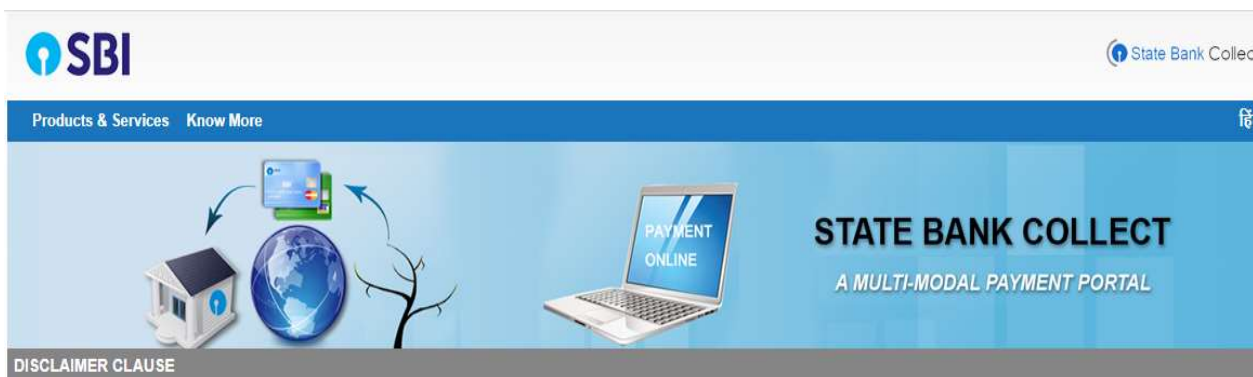 SBI
State Bank Collec
Products & Services Know More
हिं
PAYMENT
ONLINE
STATE BANK COLLECT
A MULTI-MODAL PAYMENT PORTAL
DISCLAIMER CLAUSE